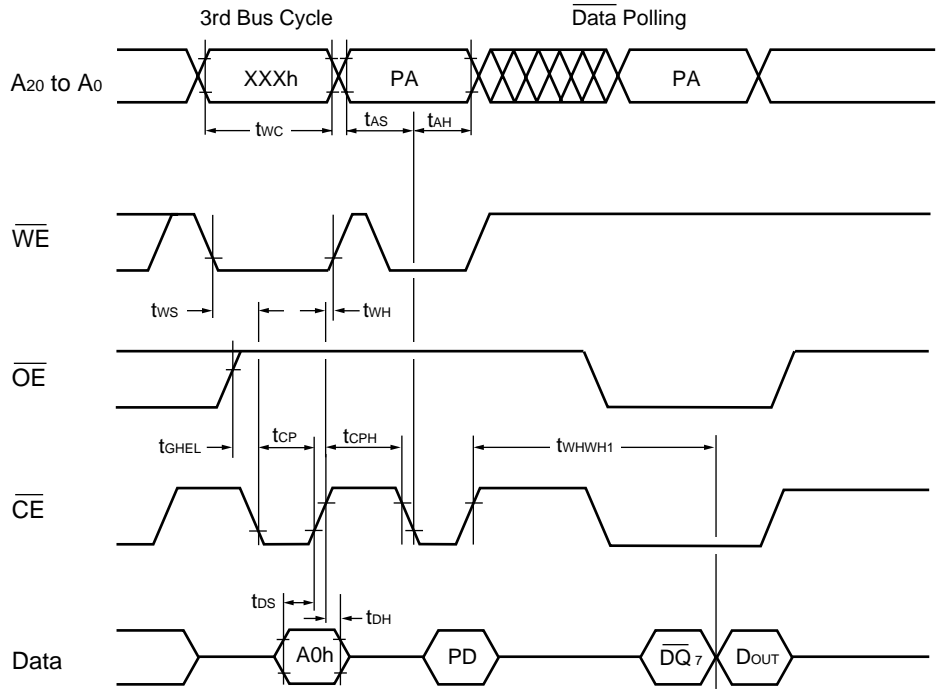 3rd Bus Cycle
Data Polling
A20 to A0
XXXh
PA
PA
tWC
tAS
tAH
WE
tWS
tWH
OE
tGHEL
tCP
tCPH
tWHWH1
CE
tDS
tDH
Data
A0h
PD
DQ7
DOUT